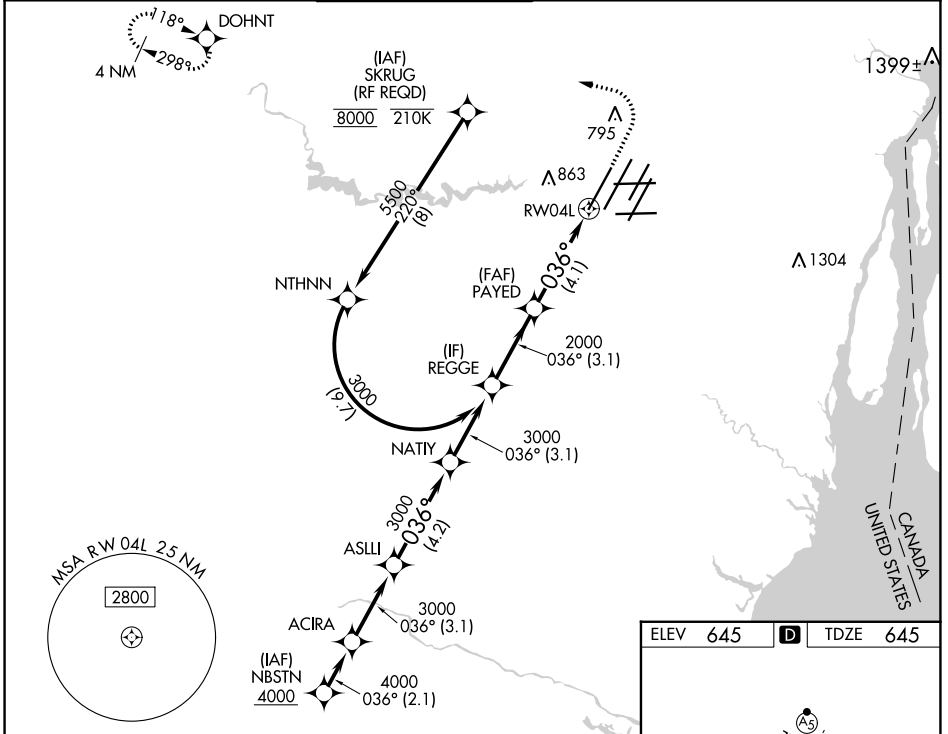 118°
DOHNT
298°
4 NM
(IAF)
SKRUG
(RF REQD)
8000 210K
1399±
795
863
RW04L
5500
220°
(8)
1304
NTHNN
(FAF)
PAYED
036°
(4.1)
2000
036° (3.1)
(IF)
REGGE
3000
(9.7)
NATIY
3000
036° (3.1)
3000
036°
(4.2)
CANADA
UNITED STATES
ASLLI
MSA RW 04L 25 NM
2800
3000
036° (3.1)
ACIRA
(IAF)
NBSTN
4000
4000
036° (2.1)
ELEV 645 D TDZE 645
A5